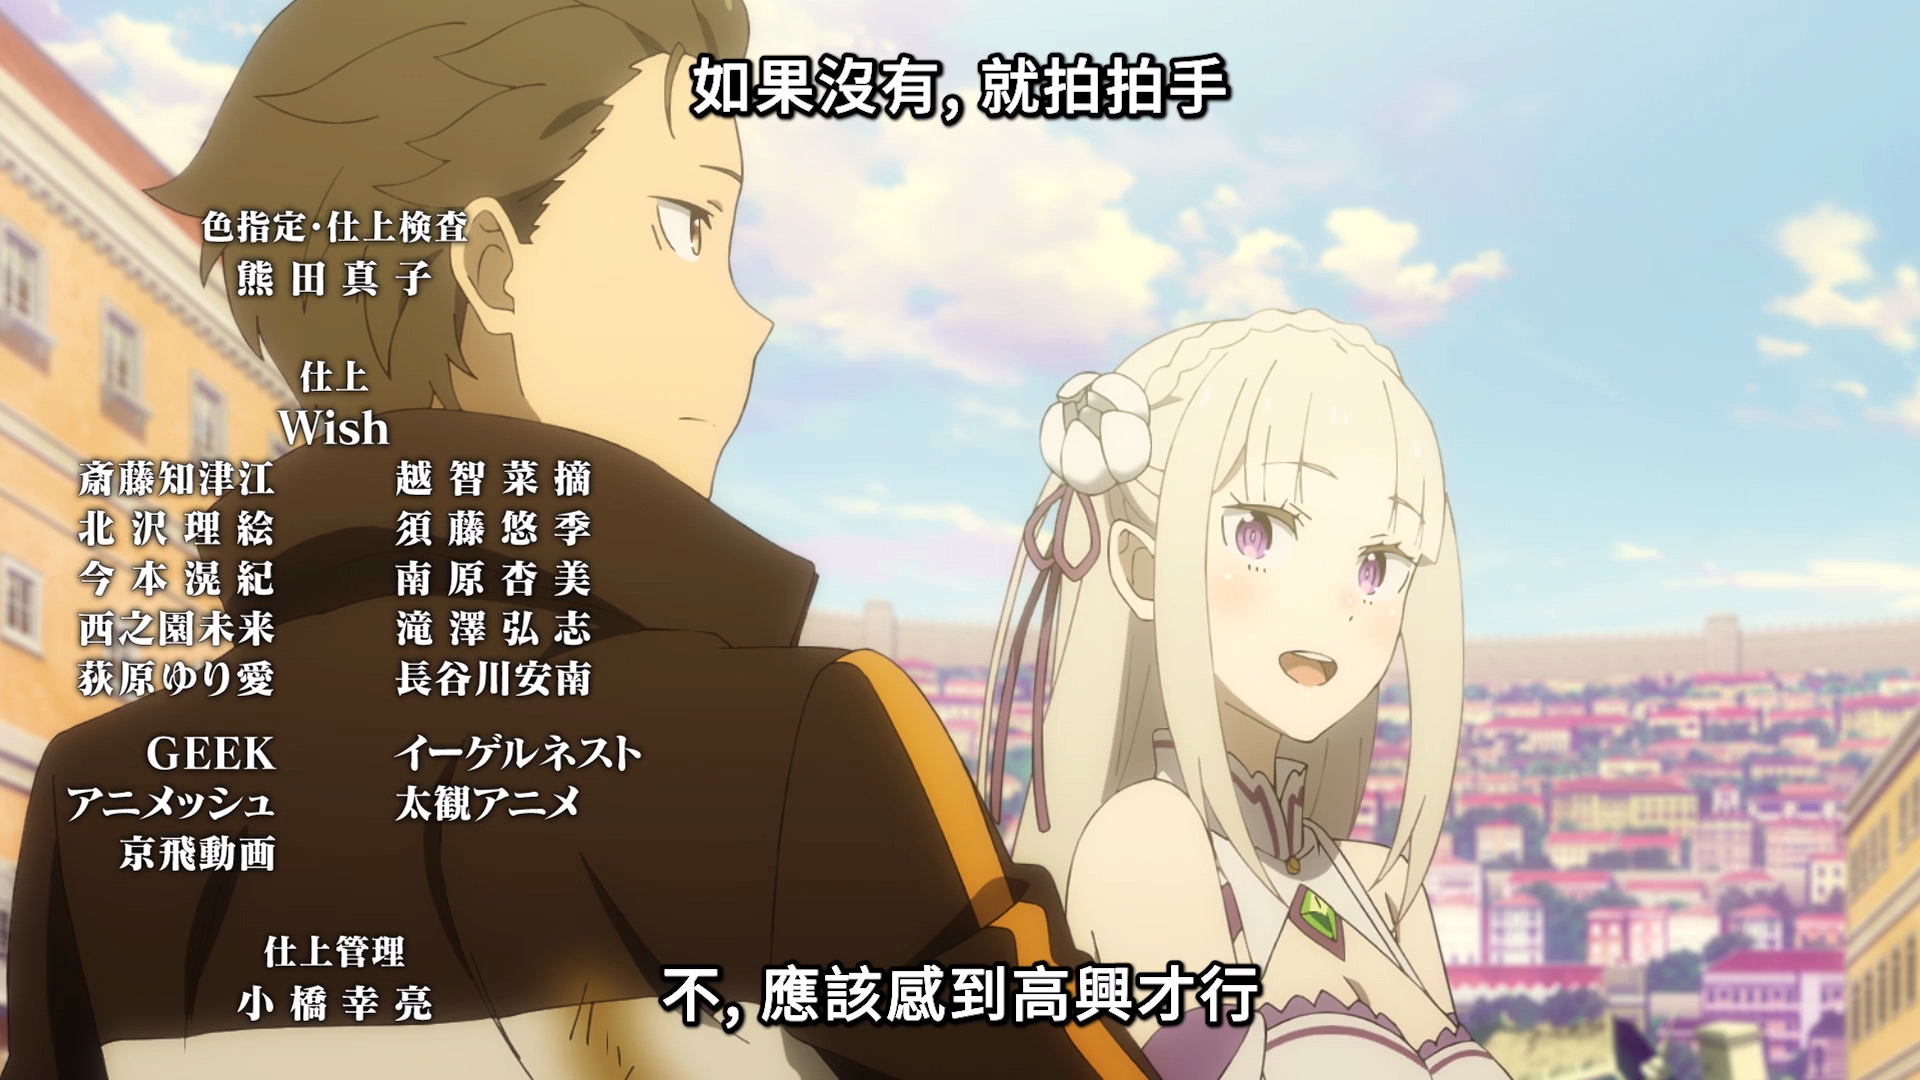 如果沒有, 就拍拍手
色指定・仕上検査
熊田真子
仕上
Wish
斎藤知津江 越智菜摘
北沢理絵 須藤悠季
今本滉紀 南原杏美
西之園未来 滝澤弘志
荻原ゆり愛 長谷川安南
GEEK イーゲルネスト
アニメッシュ 太観アニメ
京飛動画
仕上管理
小橋幸亮
不, 應該感到高興才行